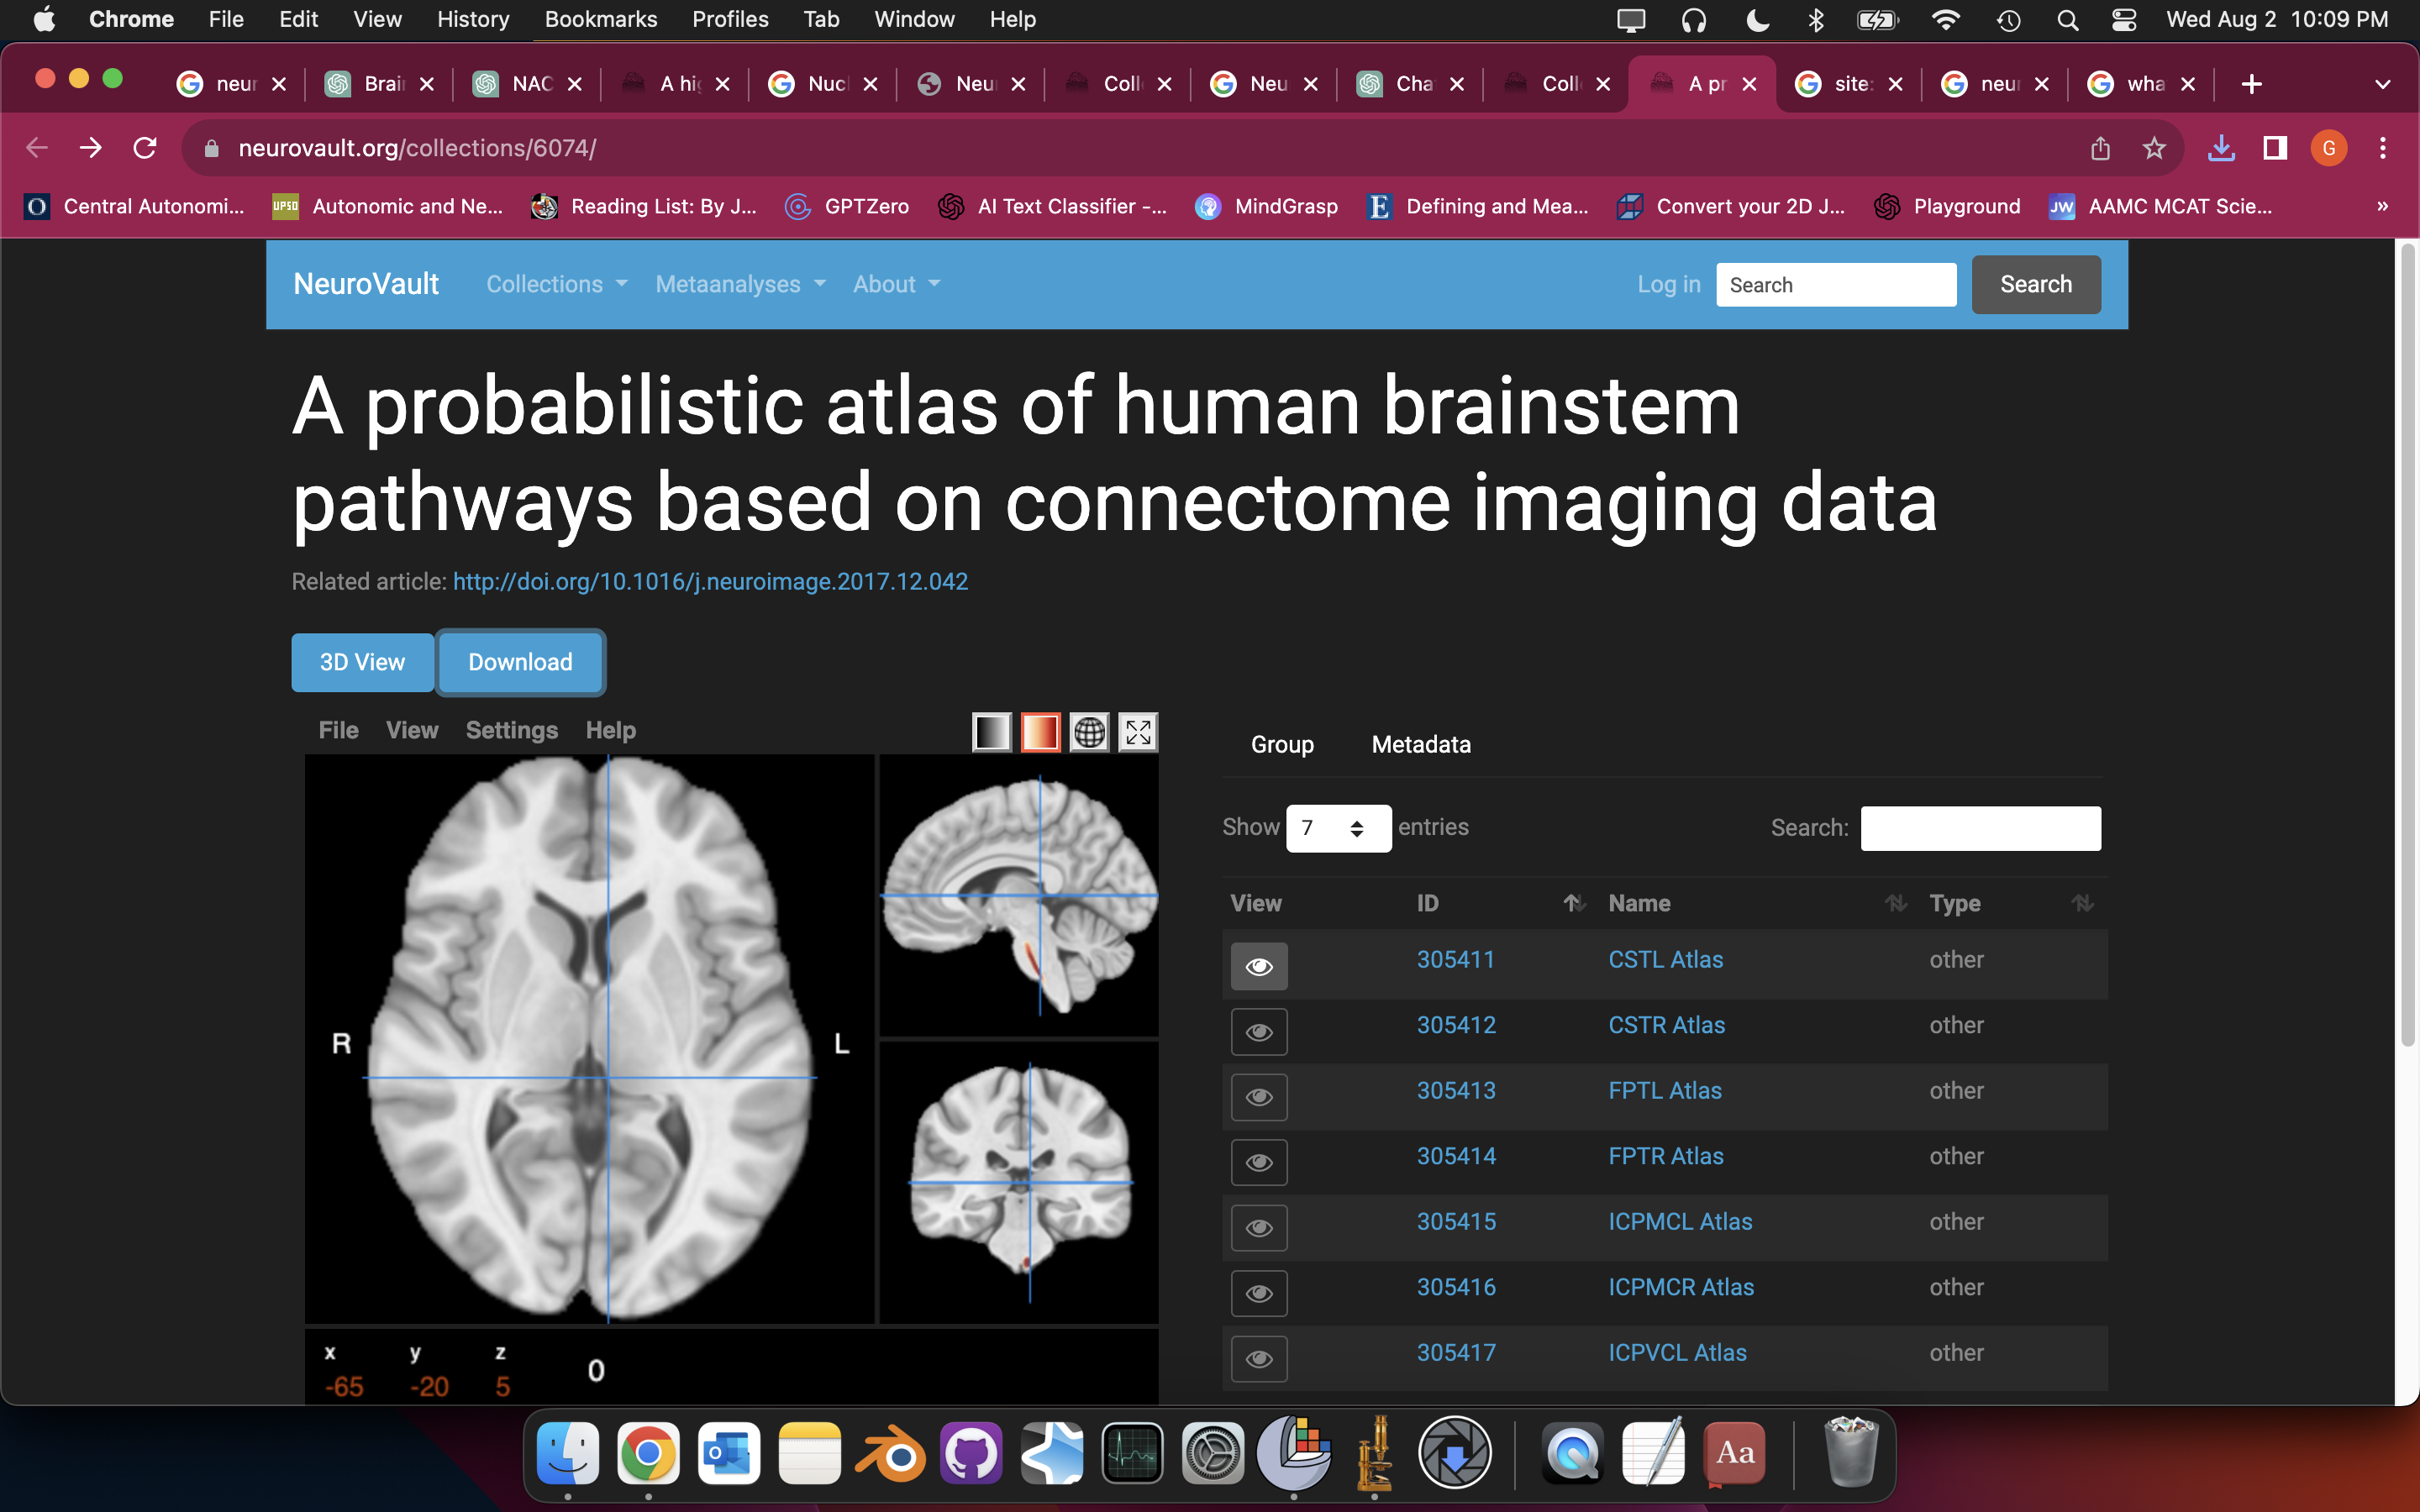 Chrome File Edit View History Bookmarks Profiles Tab Window Help Wed Aug 2 10:09 PM
neur Brai NAC A hi Nucl Neu Coll Neu Cha Coll A pr site: neur wha
neurovault.org/collections/6074/ G
Central Autonomi... UPSO Autonomic and Ne... Reading List: By J... GPTZero AI Text Classifier -... MindGrasp E Defining and Mea... Convert your 2D J... Playground JW AAMC MCAT Scie... »
NeuroVault Collections Metaanalyses About Log in Search Search
A probabilistic atlas of human brainstem
pathways based on connectome imaging data
Related article: http://doi.org/10.1016/j.neuroimage.2017.12.042
3D View Download
File View Settings Help
R L
x y z
-65 -20 5 0
Group Metadata
Show 7 entries Search:
View ID Name Type
305411 CSTL Atlas other
305412 CSTR Atlas other
305413 FPTL Atlas other
305414 FPTR Atlas other
305415 ICPMCL Atlas other
305416 ICPMCR Atlas other
305417 ICPVCL Atlas other
Aa